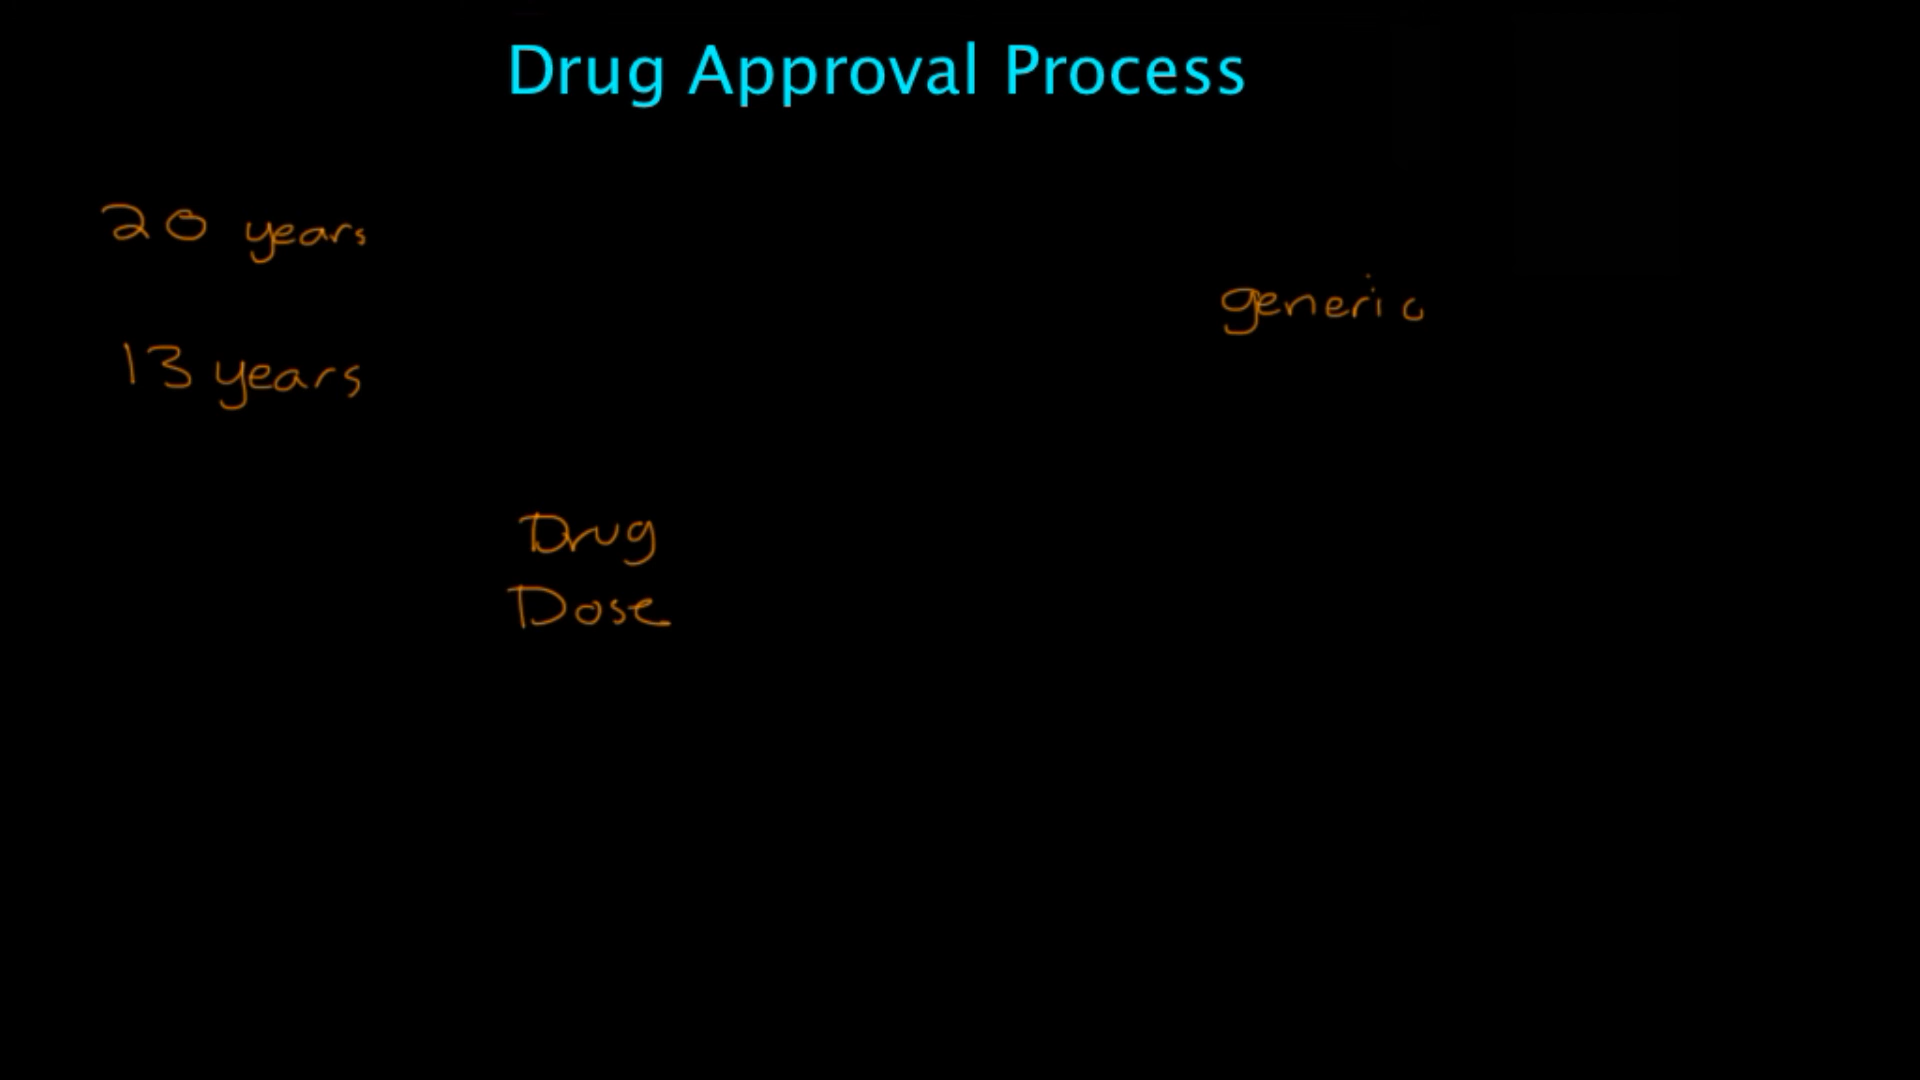 Drug Approval Process
20 years
generic
13 years
Drug
Dose